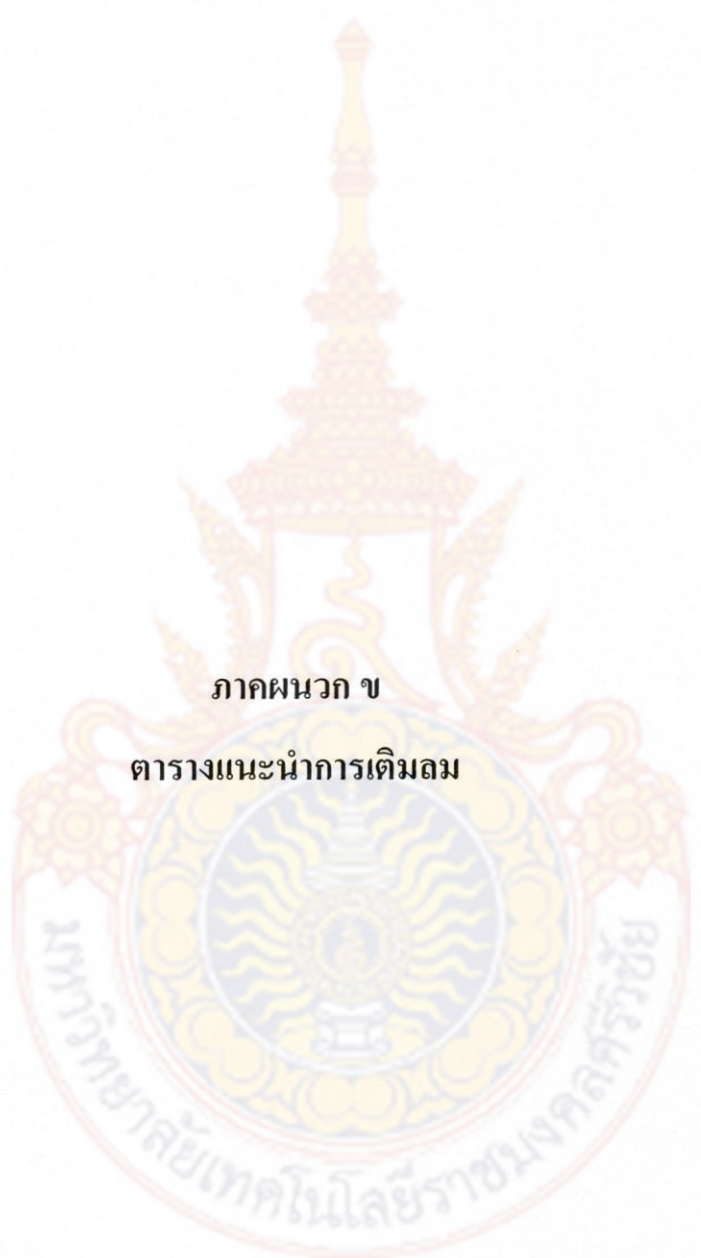 ภาคผนวก ข
ตารางแนะนำการเติมลม
มหาวิทยาลัยเทคโนโลยีราชมงคลศรีวิชัย